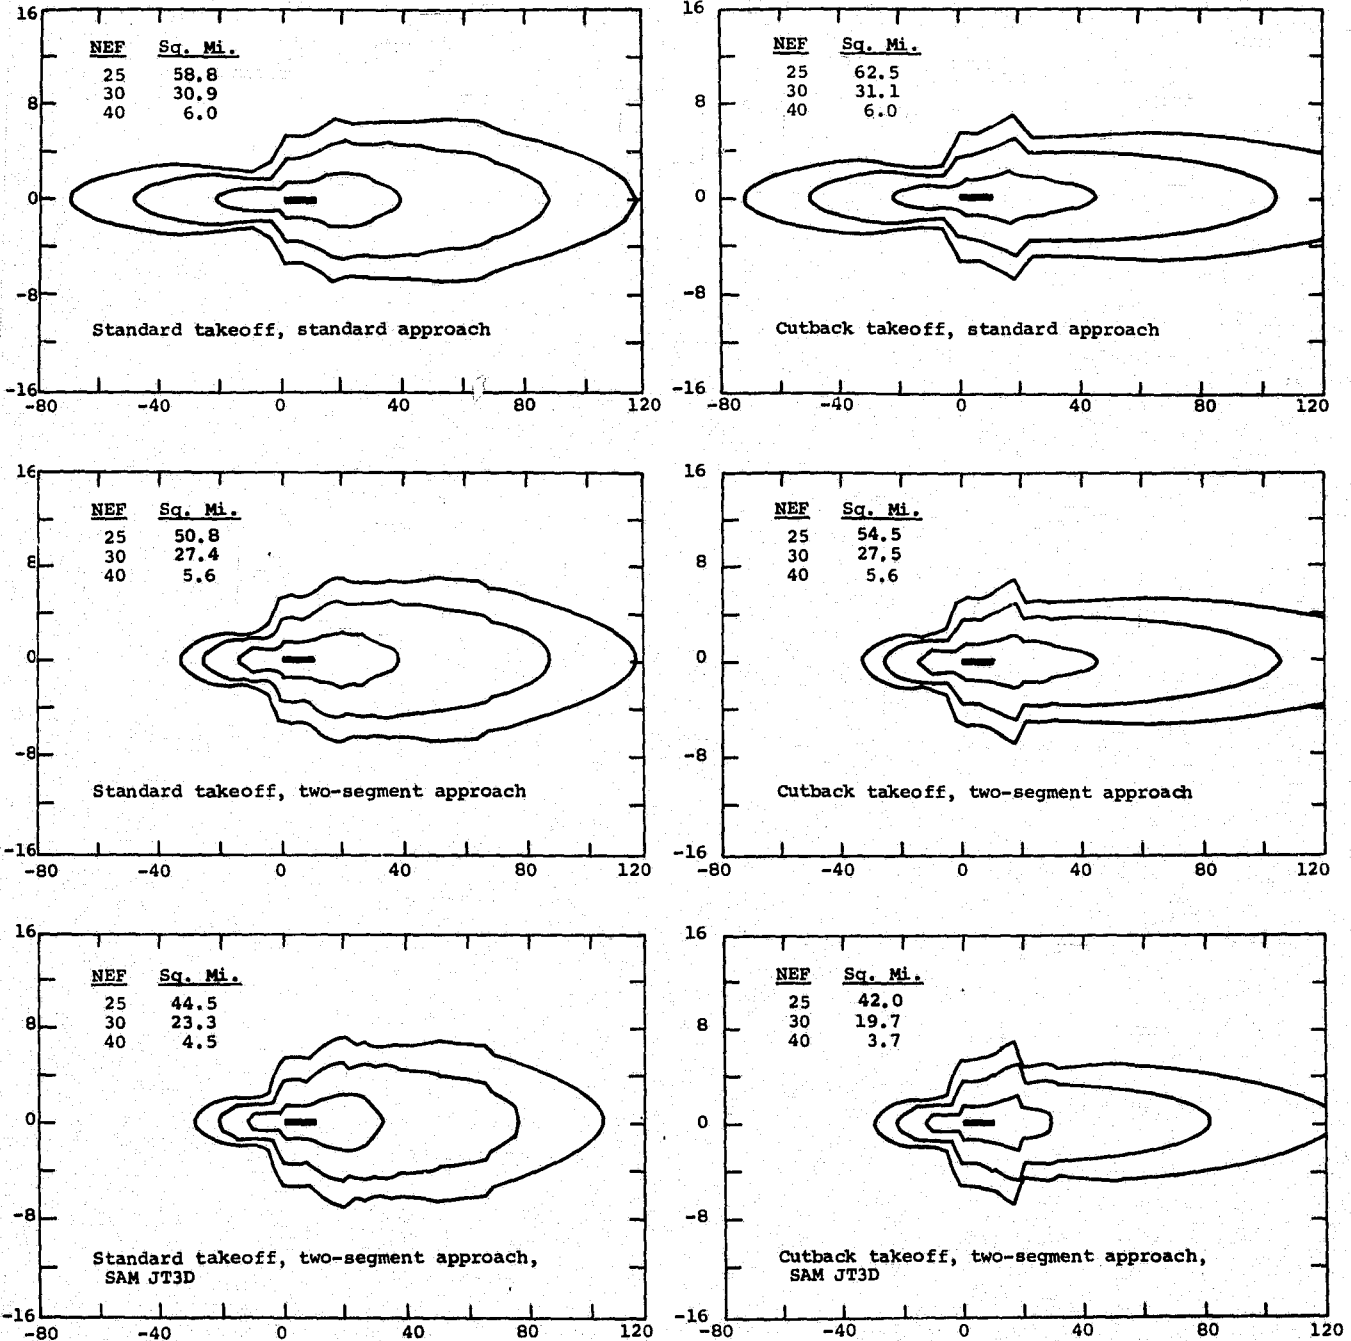 16
NEF Sq. Mi.
25 58.8
30 30.9
40 6.0
8
0
-8
Standard takeoff, standard approach
-16
-80 -40 0 40 80 120
16
NEF Sq. Mi.
25 62.5
30 31.1
40 6.0
8
0
-8
Cutback takeoff, standard approach
-16
-80 -40 0 40 80 120
16
NEF Sq. Mi.
25 50.8
30 27.4
40 5.6
8
0
-8
Standard takeoff, two-segment approach
-16
-80 -40 0 40 80 120
16
NEF Sq. Mi.
25 54.5
30 27.5
40 5.6
8
0
-8
Cutback takeoff, two-segment approach
-16
-80 -40 0 40 80 120
16
NEF Sq. Mi.
25 44.5
30 23.3
40 4.5
8
0
-8
Standard takeoff, two-segment approach,
SAM JT3D
-16
-80 -40 0 40 80 120
16
NEF Sq. Mi.
25 42.0
30 19.7
40 3.7
8
0
-8
Cutback takeoff, two-segment approach,
SAM JT3D
-16
-80 -40 0 40 80 120